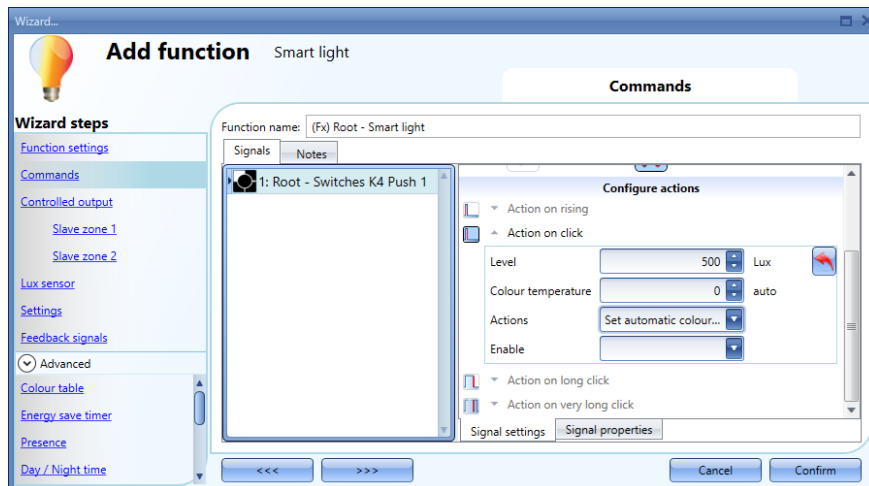 Wizard...
Add function Smart light
Commands
Wizard steps
Function settings
Commands
Controlled output
Slave zone 1
Slave zone 2
Lux sensor
Settings
Feedback signals
Advanced
Colour table
Energy save timer
Presence
Day / Night time
Function name: (Fx) Root - Smart light
Signals Notes
1: Root - Switches K4 Push 1
Configure actions
Action on rising
Action on click
Level 500 Lux
Colour temperature 0 auto
Actions Set automatic colour...
Enable
Action on long click
Action on very long click
Signal settings Signal properties
<<< >>> Cancel Confirm